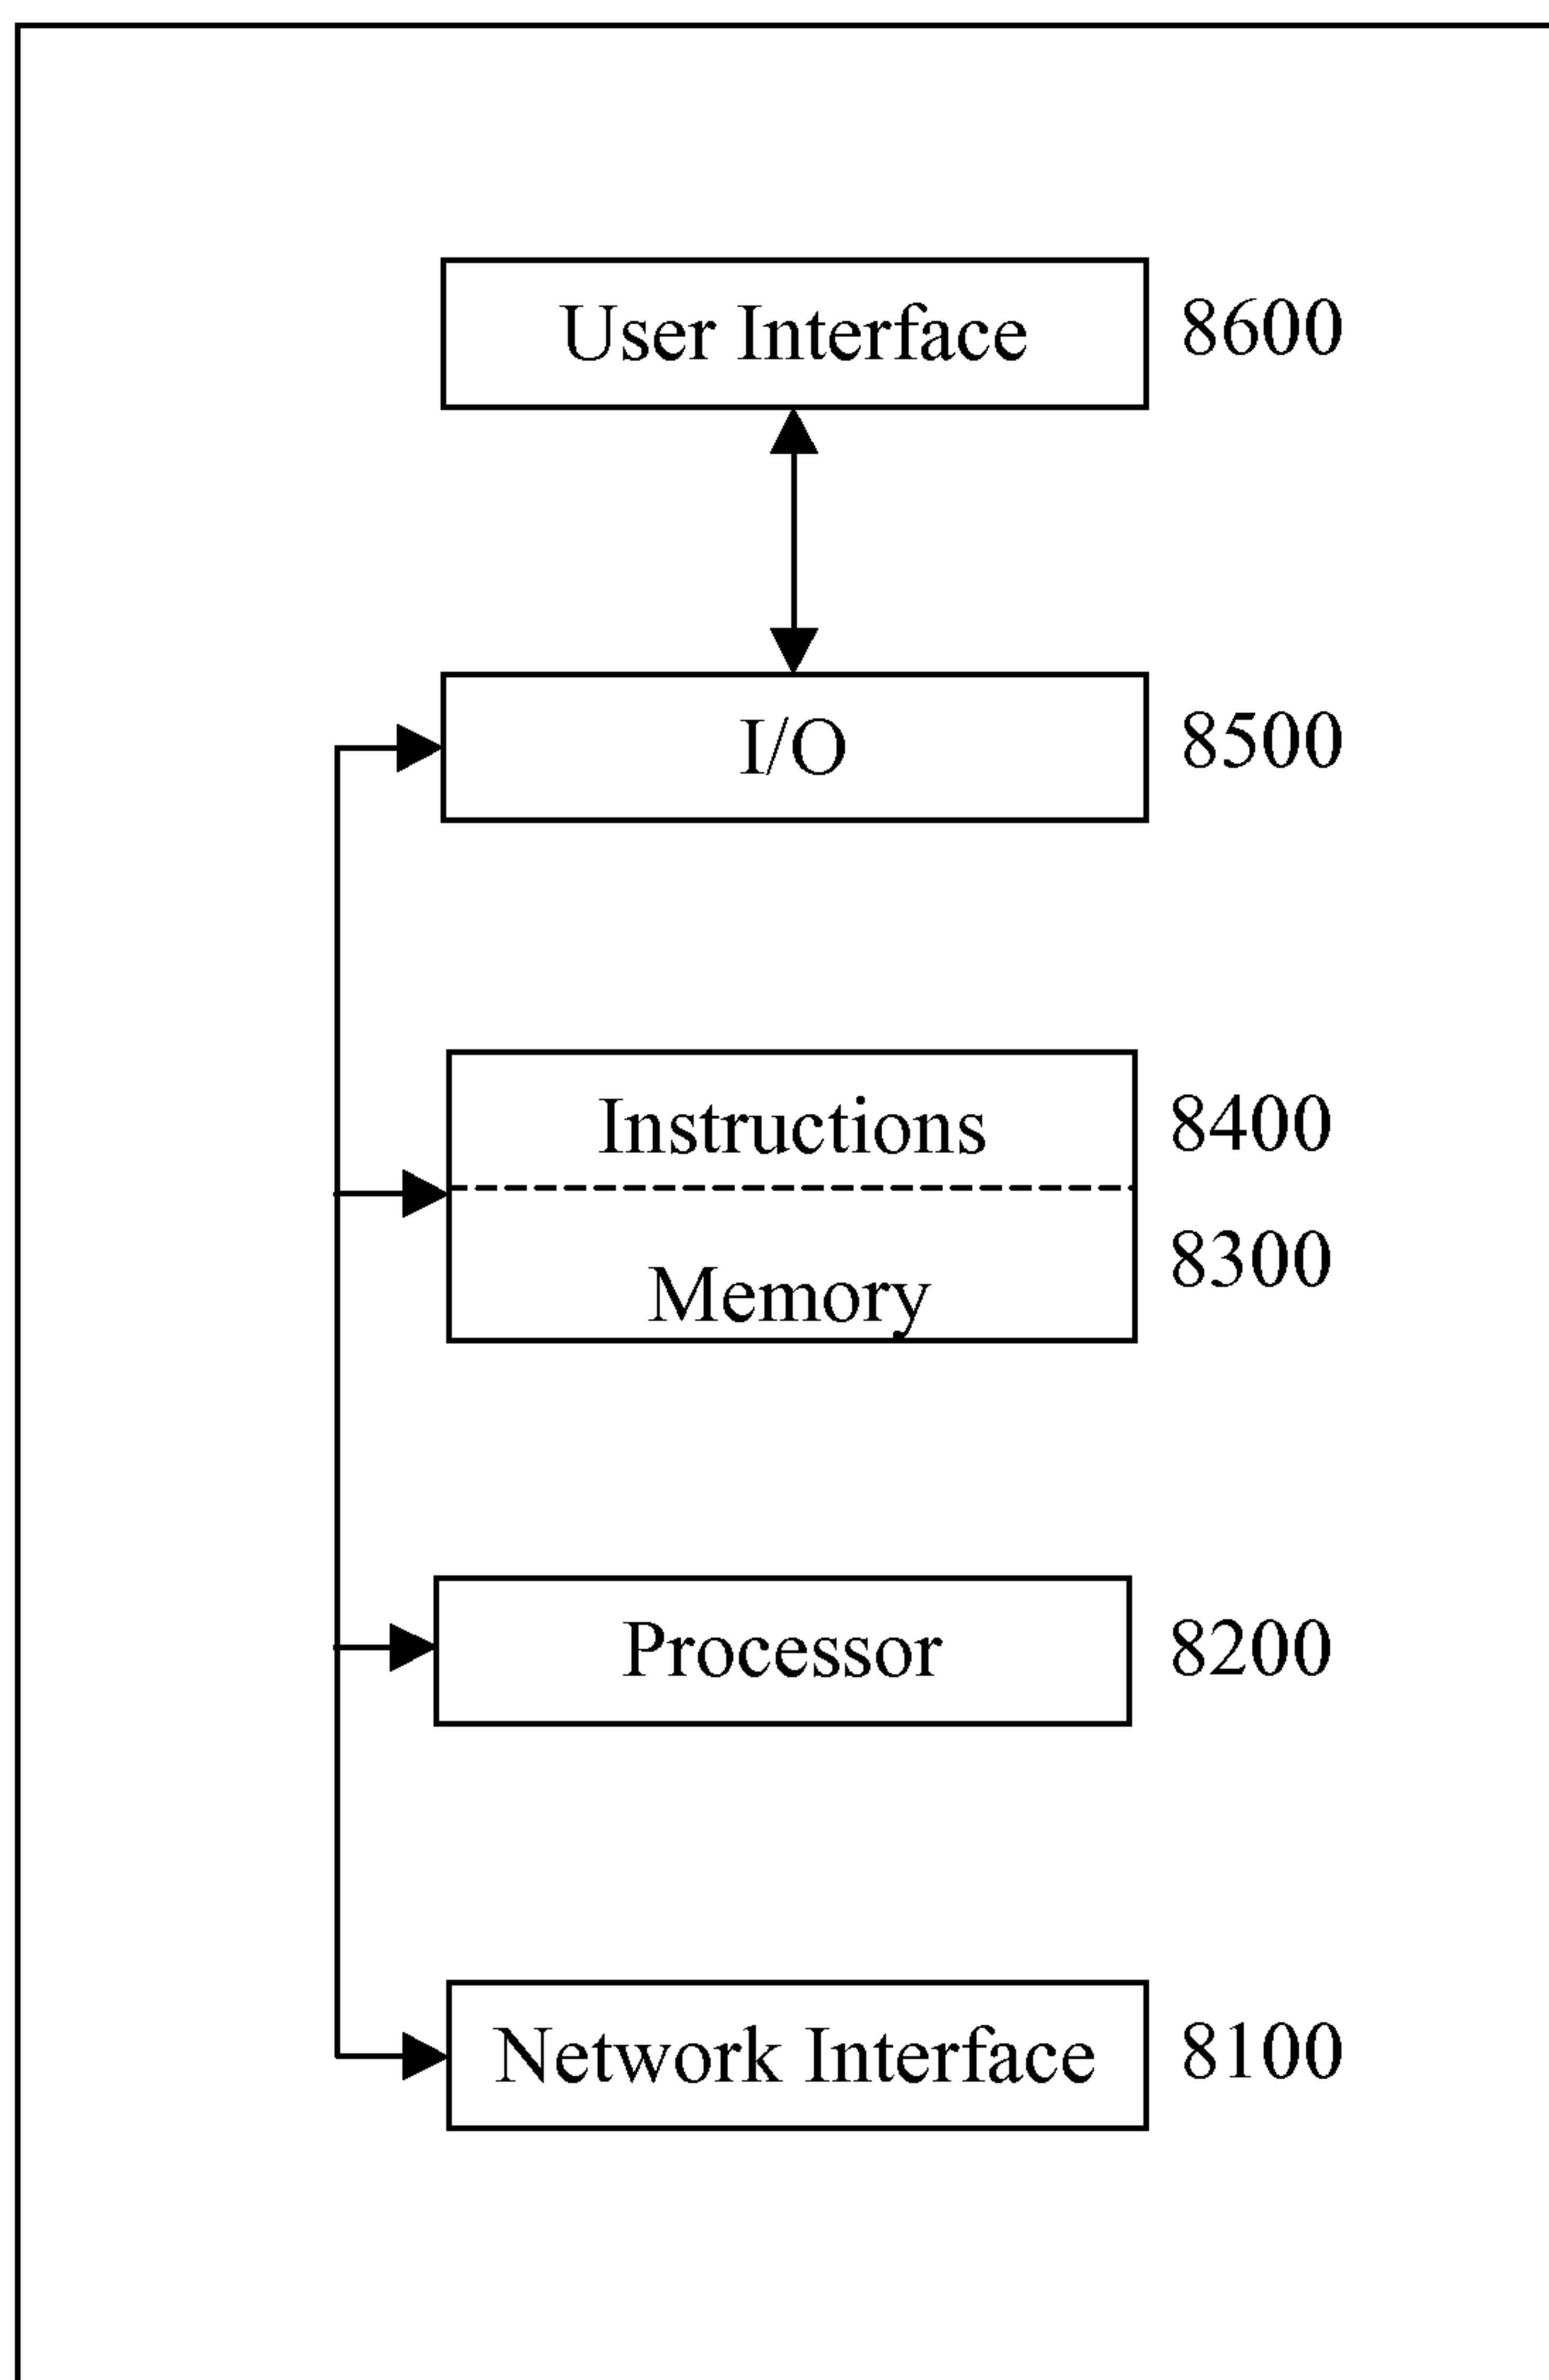 User Interface 8600
I/O 8500
Instructions 8400
Memory 8300
Processor 8200
Network Interface 8100